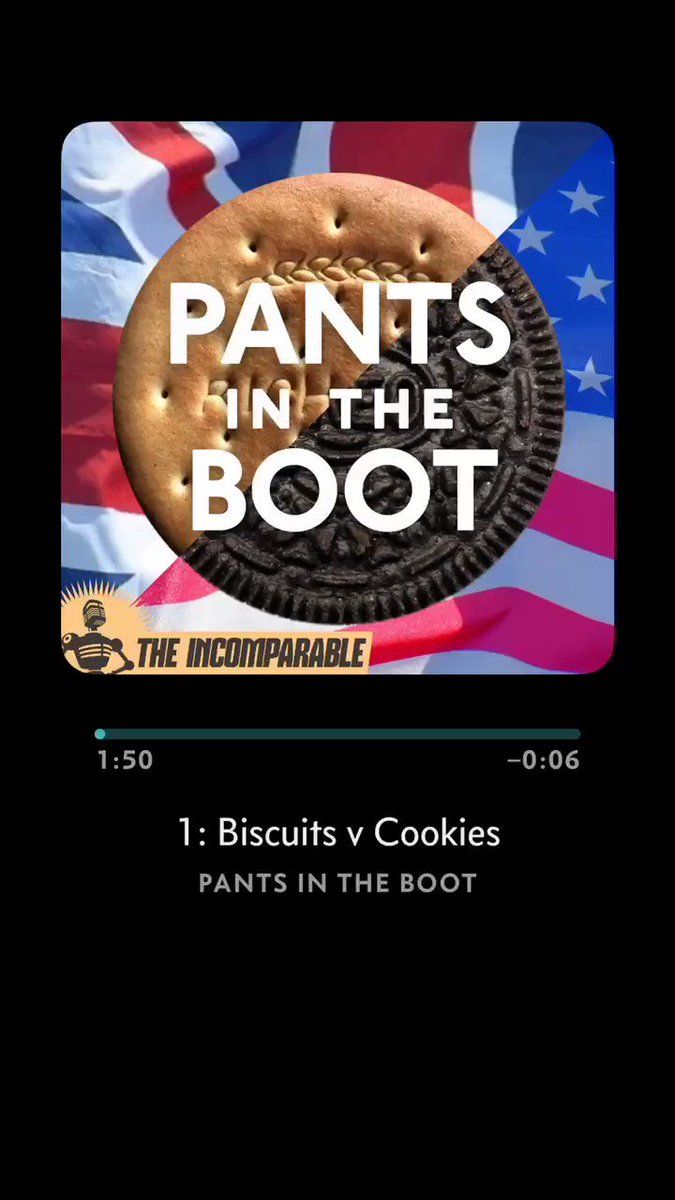 PANTS
IN THE
BOOT
THE INCOMPARABLE
1:50
–0:06
1: Biscuits v Cookies
PANTS IN THE BOOT